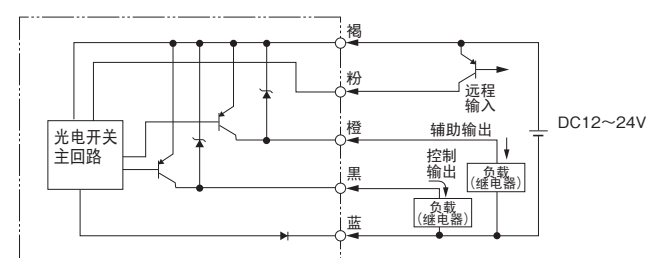 褐
粉
远程
输入
橙
辅助输出
DC12～24V
光电开关
主回路
控制
输出
负载
(继电器)
黑
负载
(继电器)
蓝